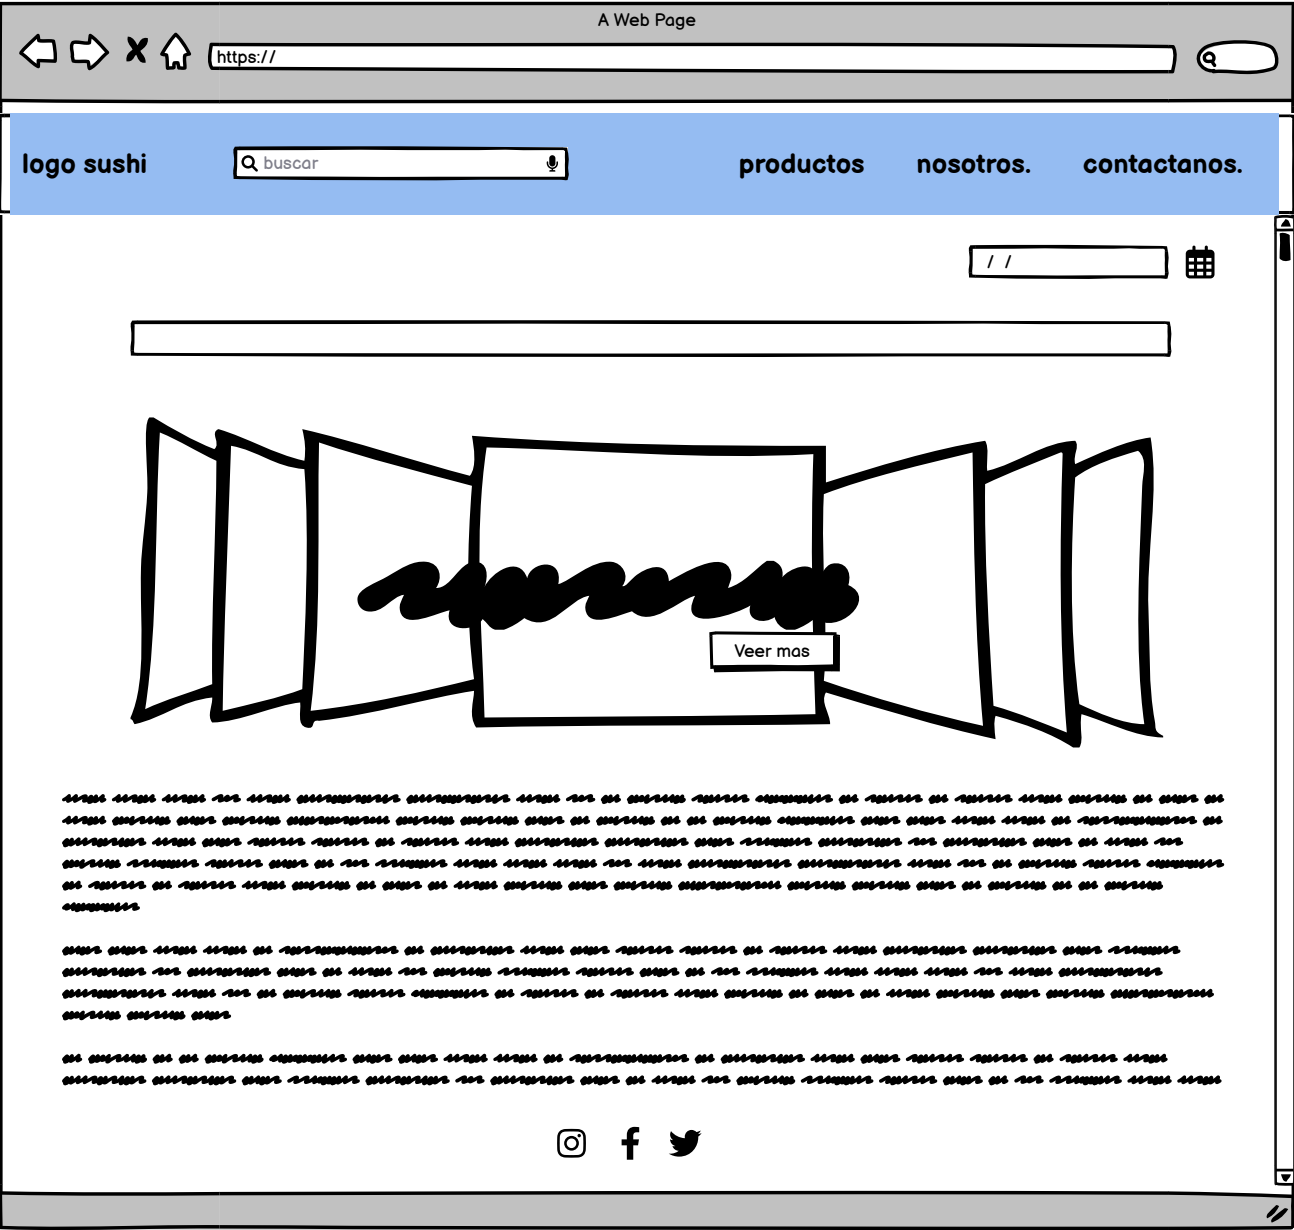 A Web Page
https://
logo sushi
buscar
productos
nosotros.
contactanos.
/ /
Veer mas